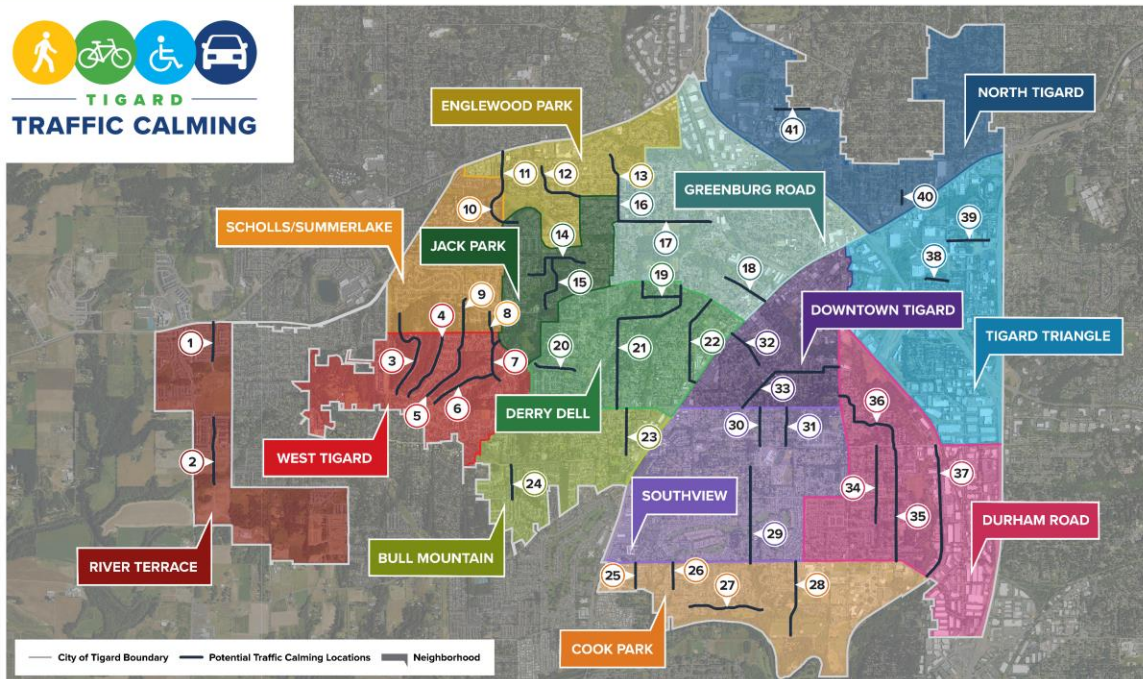 TIGARD
TRAFFIC CALMING
ENGLEWOOD PARK
NORTH TIGARD
41
11
12
13
GREENBURG ROAD
10
16
40
SCHOLLS/SUMMERLAKE
39
JACK PARK
14
17
38
18
15
19
9
DOWNTOWN TIGARD
4
8
1
32
TIGARD TRIANGLE
3
20
21
22
7
33
5
6
DERRY DELL
36
30
31
23
WEST TIGARD
2
37
24
34
SOUTHVIEW
35
DURHAM ROAD
29
RIVER TERRACE
BULL MOUNTAIN
25
26
27
28
COOK PARK
City of Tigard Boundary
Potential Traffic Calming Locations
Neighborhood